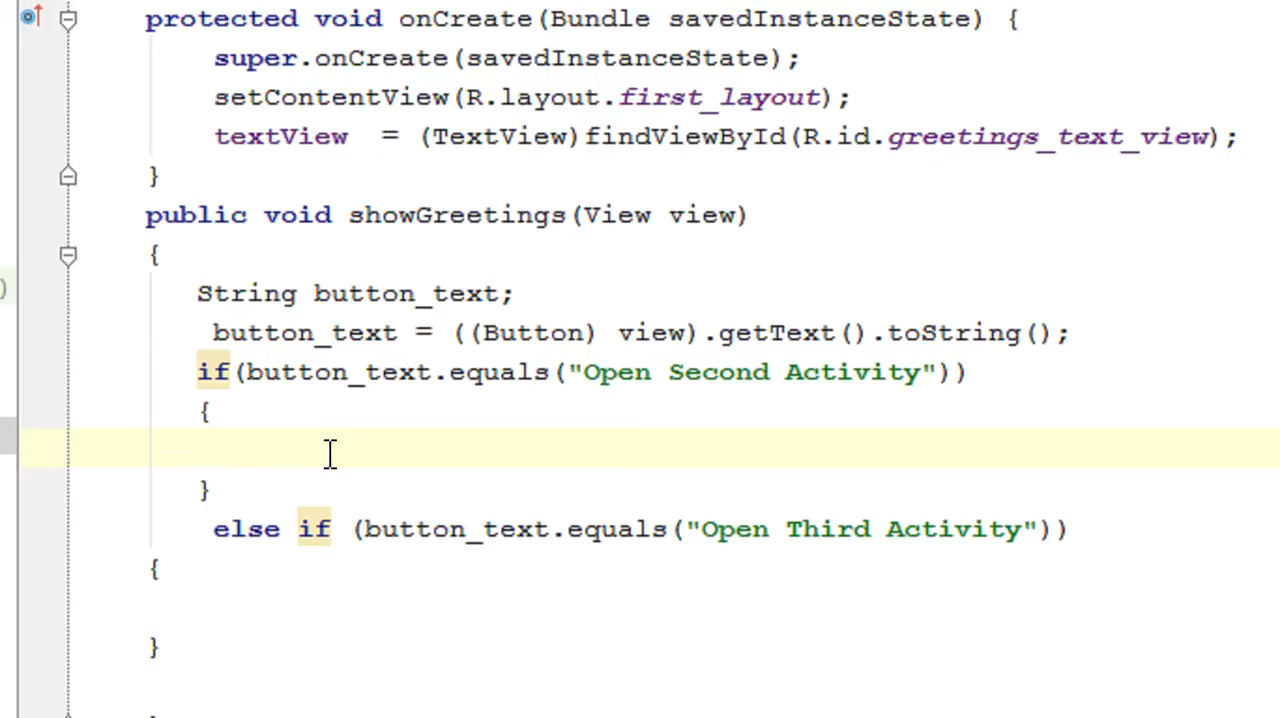 protected void onCreate(Bundle savedInstanceState) {
super.onCreate(savedInstanceState);
setContentView(R.layout.first_layout);
textView = (TextView)findViewById(R.id.greetings_text_view);
}
public void showGreetings(View view)
{
String button_text;
button_text = ((Button) view).getText().toString();
if(button_text.equals("Open Second Activity"))
{
}
else if (button_text.equals("Open Third Activity"))
{
}